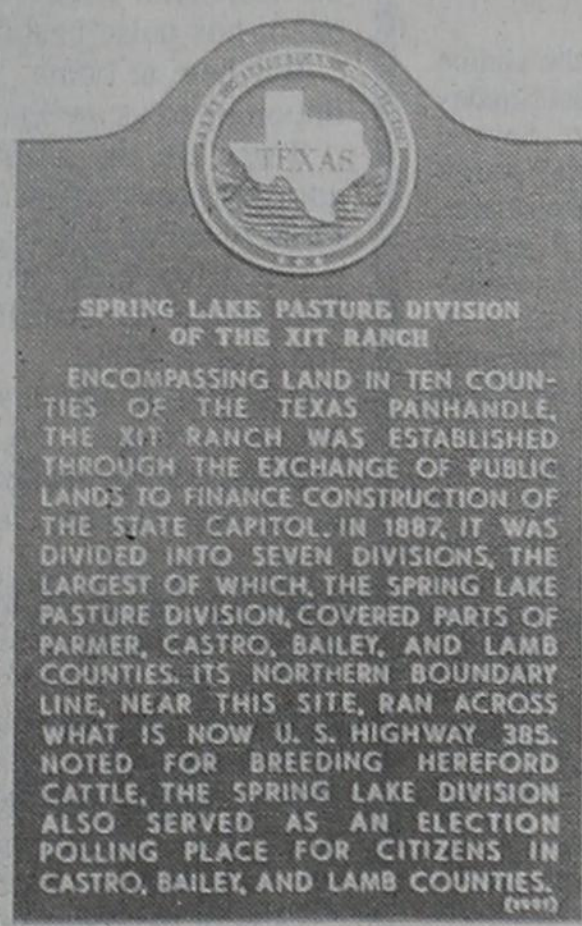 TEXAS
SPRING LAKE PASTURE DIVISION
OF THE XIT RANCH
ENCOMPASSING LAND IN TEN COUN-
TIES OF THE TEXAS PANHANDLE,
THE XIT RANCH WAS ESTABLISHED
THROUGH THE EXCHANGE OF PUBLIC
LANDS TO FINANCE CONSTRUCTION OF
THE STATE CAPITOL. IN 1887, IT WAS
DIVIDED INTO SEVEN DIVISIONS, THE
LARGEST OF WHICH, THE SPRING LAKE
PASTURE DIVISION, COVERED PARTS OF
PARMER, CASTRO, BAILEY, AND LAMB
COUNTIES. ITS NORTHERN BOUNDARY
LINE, NEAR THIS SITE, RAN ACROSS
WHAT IS NOW U. S. HIGHWAY 385.
NOTED FOR BREEDING HEREFORD
CATTLE, THE SPRING LAKE DIVISION
ALSO SERVED AS AN ELECTION
POLLING PLACE FOR CITIZENS IN
CASTRO, BAILEY, AND LAMB COUNTIES.